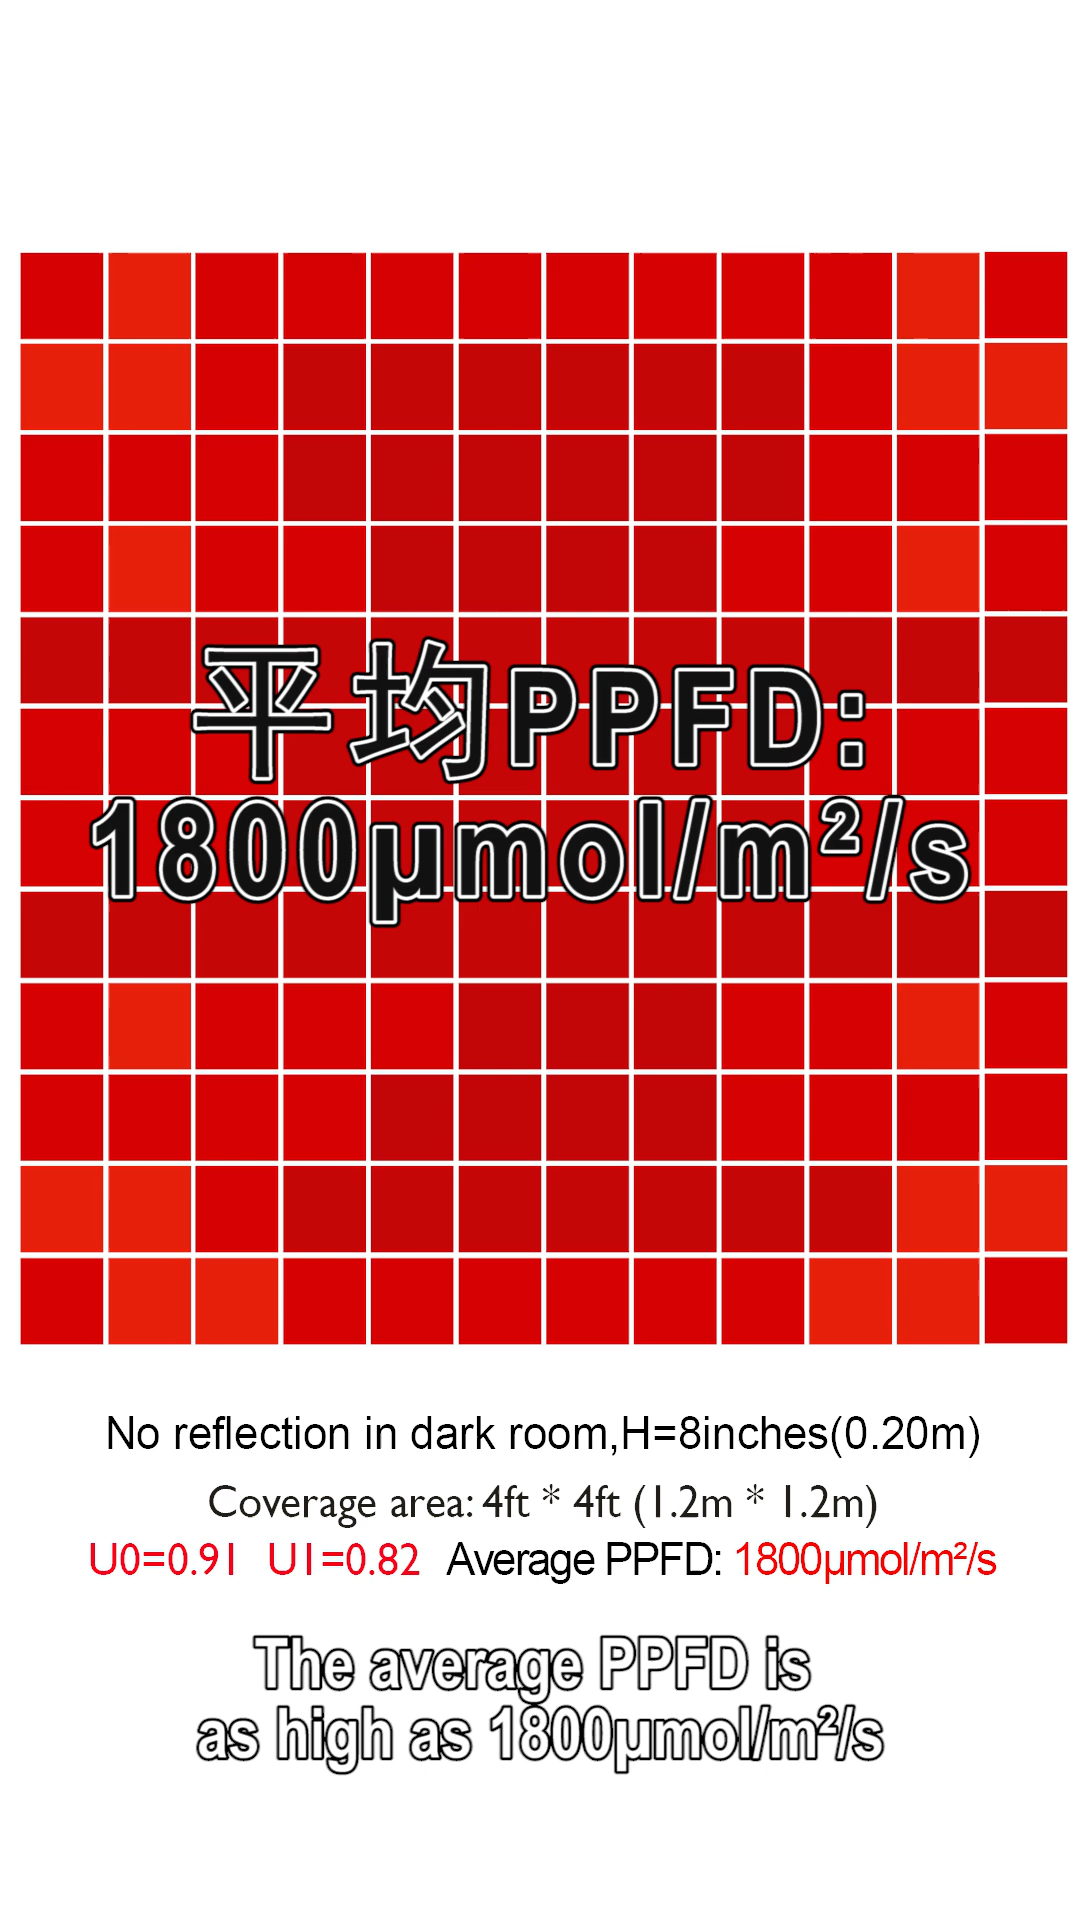 平均PPFD:
1800μmol/m²/s
No reflection in dark room,H=8inches(0.20m)
Coverage area: 4ft * 4ft (1.2m * 1.2m)
U0=0.91 U1=0.82 Average PPFD: 1800μmol/m²/s
The average PPFD is
as high as 1800μmol/m²/s